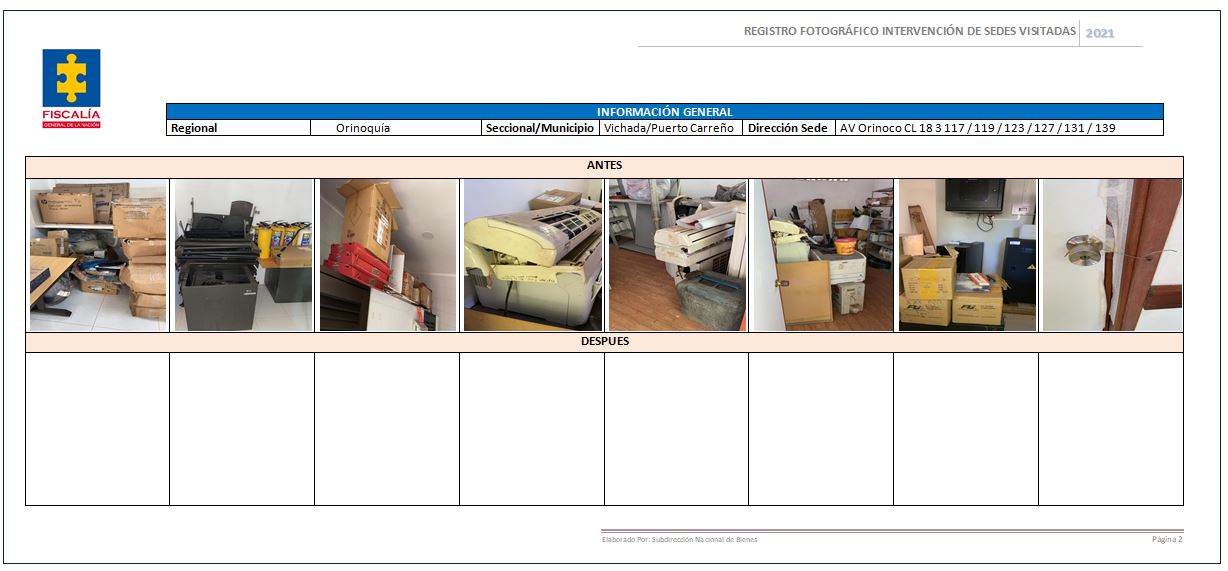 REGISTRO FOTOGRÁFICO INTERVENCIÓN DE SEDES VISITADAS 2021
FISCALÍA
GENERAL DE LA NACIÓN
INFORMACIÓN GENERAL
Regional Orinoquía Seccional/Municipio Vichada/Puerto Carreño Dirección Sede AV Orinoco CL 18 3 117 / 119 / 123 / 127 / 131 / 139
ANTES
DESPUES
Elaborado Por: Subdirección Nacional de Bienes Página 2